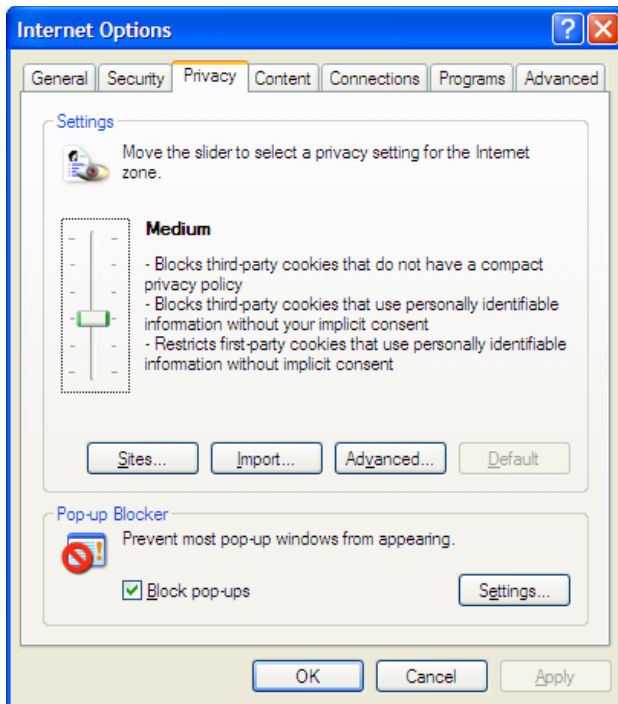 Internet Options
General Security Privacy Content Connections Programs Advanced
Settings
Move the slider to select a privacy setting for the Internet
zone.
Medium
- Blocks third-party cookies that do not have a compact
privacy policy
- Blocks third-party cookies that use personally identifiable
information without your implicit consent
- Restricts first-party cookies that use personally identifiable
information without implicit consent
Sites... Import... Advanced... Default
Pop-up Blocker
Prevent most pop-up windows from appearing.
Block pop-ups Settings...
OK Cancel Apply